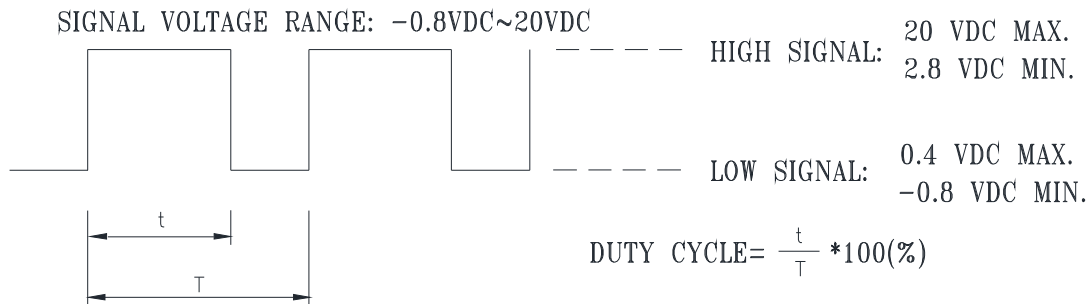 SIGNAL VOLTAGE RANGE: -0.8VDC~20VDC
HIGH SIGNAL: 20 VDC MAX.
2.8 VDC MIN.
LOW SIGNAL: 0.4 VDC MAX.
-0.8 VDC MIN.
t
T
DUTY CYCLE= t/T *100(%)